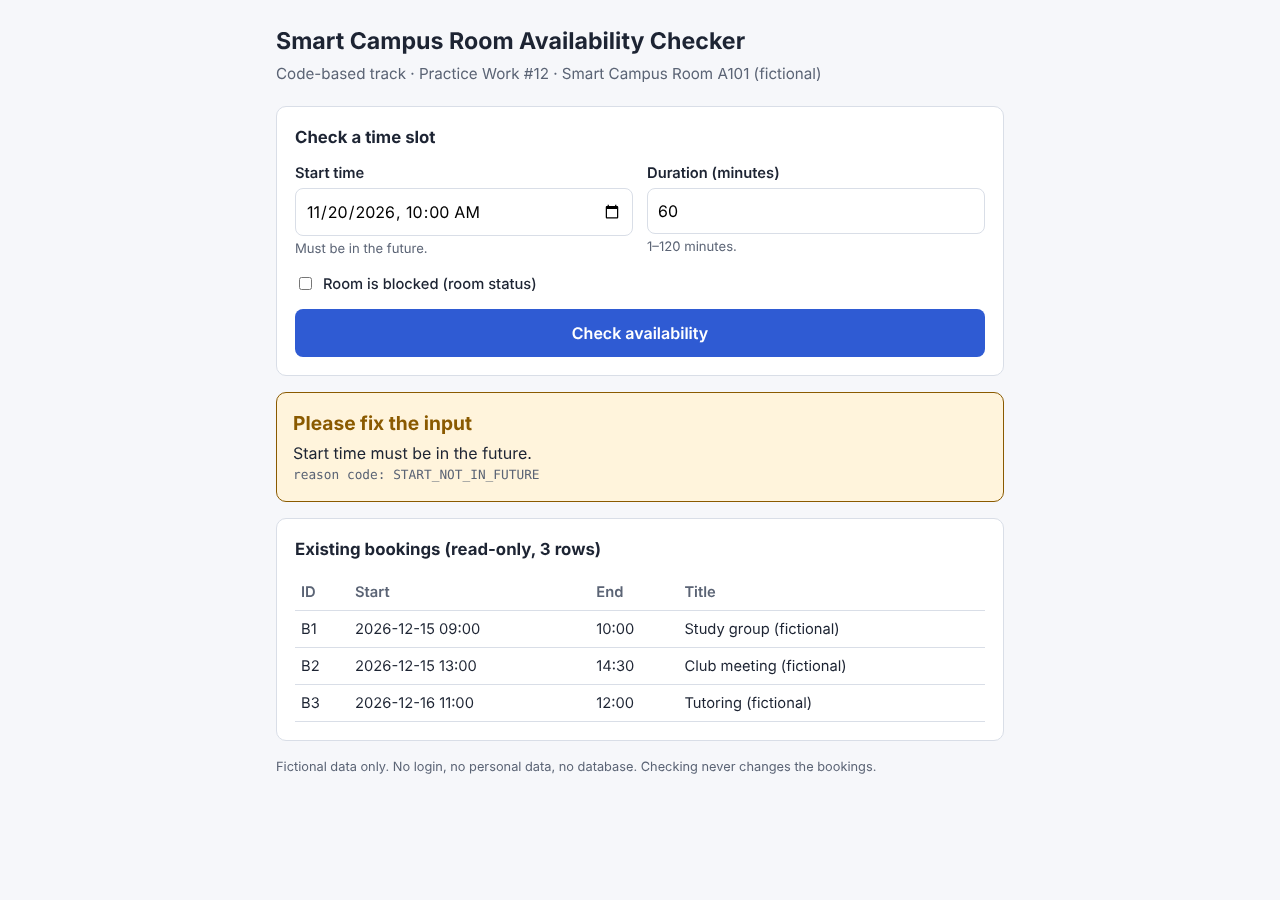 Smart Campus Room Availability Checker
Code-based track · Practice Work #12 · Smart Campus Room A101 (fictional)
Check a time slot
Start time
Duration (minutes)
11/20/2026, 10:00 AM
60
Must be in the future.
1–120 minutes.
Room is blocked (room status)
Check availability
Please fix the input
Start time must be in the future.
reason code: START_NOT_IN_FUTURE
Existing bookings (read-only, 3 rows)
ID Start End Title
B1 2026-12-15 09:00 10:00 Study group (fictional)
B2 2026-12-15 13:00 14:30 Club meeting (fictional)
B3 2026-12-16 11:00 12:00 Tutoring (fictional)
Fictional data only. No login, no personal data, no database. Checking never changes the bookings.